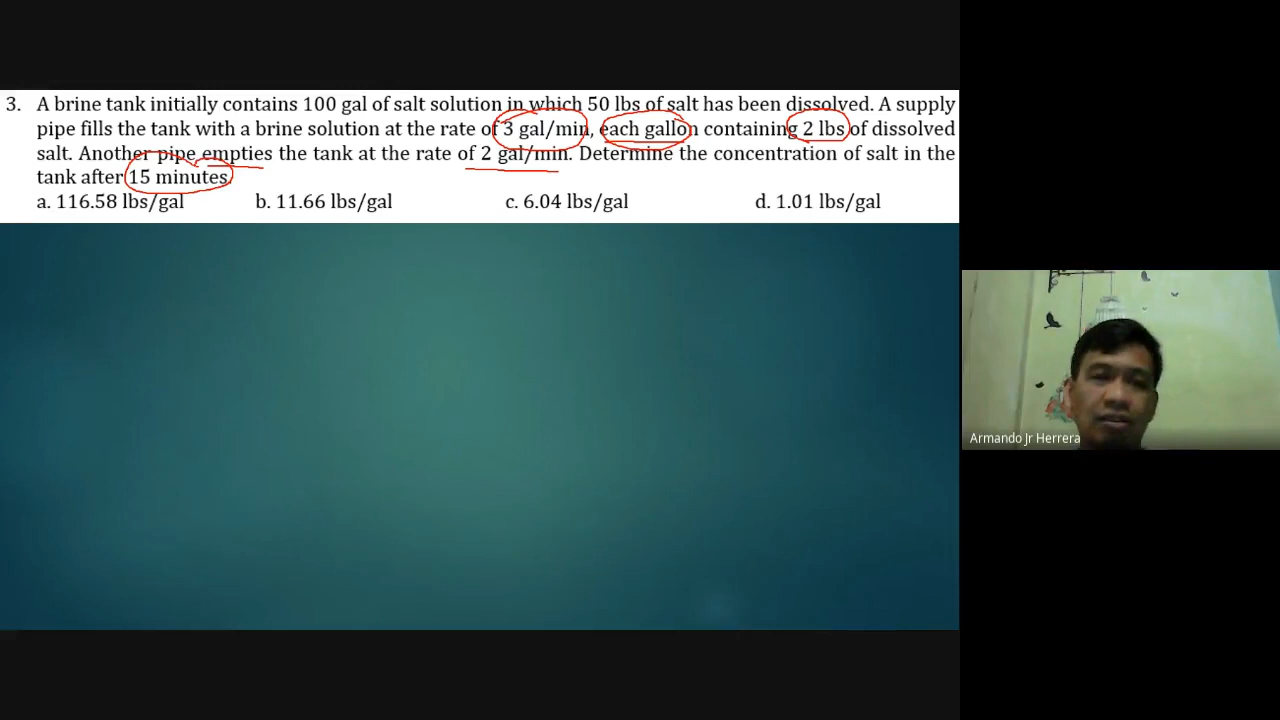 3. A brine tank initially contains 100 gal of salt solution in which 50 lbs of salt has been dissolved. A supply
pipe fills the tank with a brine solution at the rate of 3 gal/min, each gallon containing 2 lbs of dissolved
salt. Another pipe empties the tank at the rate of 2 gal/min. Determine the concentration of salt in the
tank after 15 minutes.
a. 116.58 lbs/gal b. 11.66 lbs/gal c. 6.04 lbs/gal d. 1.01 lbs/gal
Armando Jr Herrera